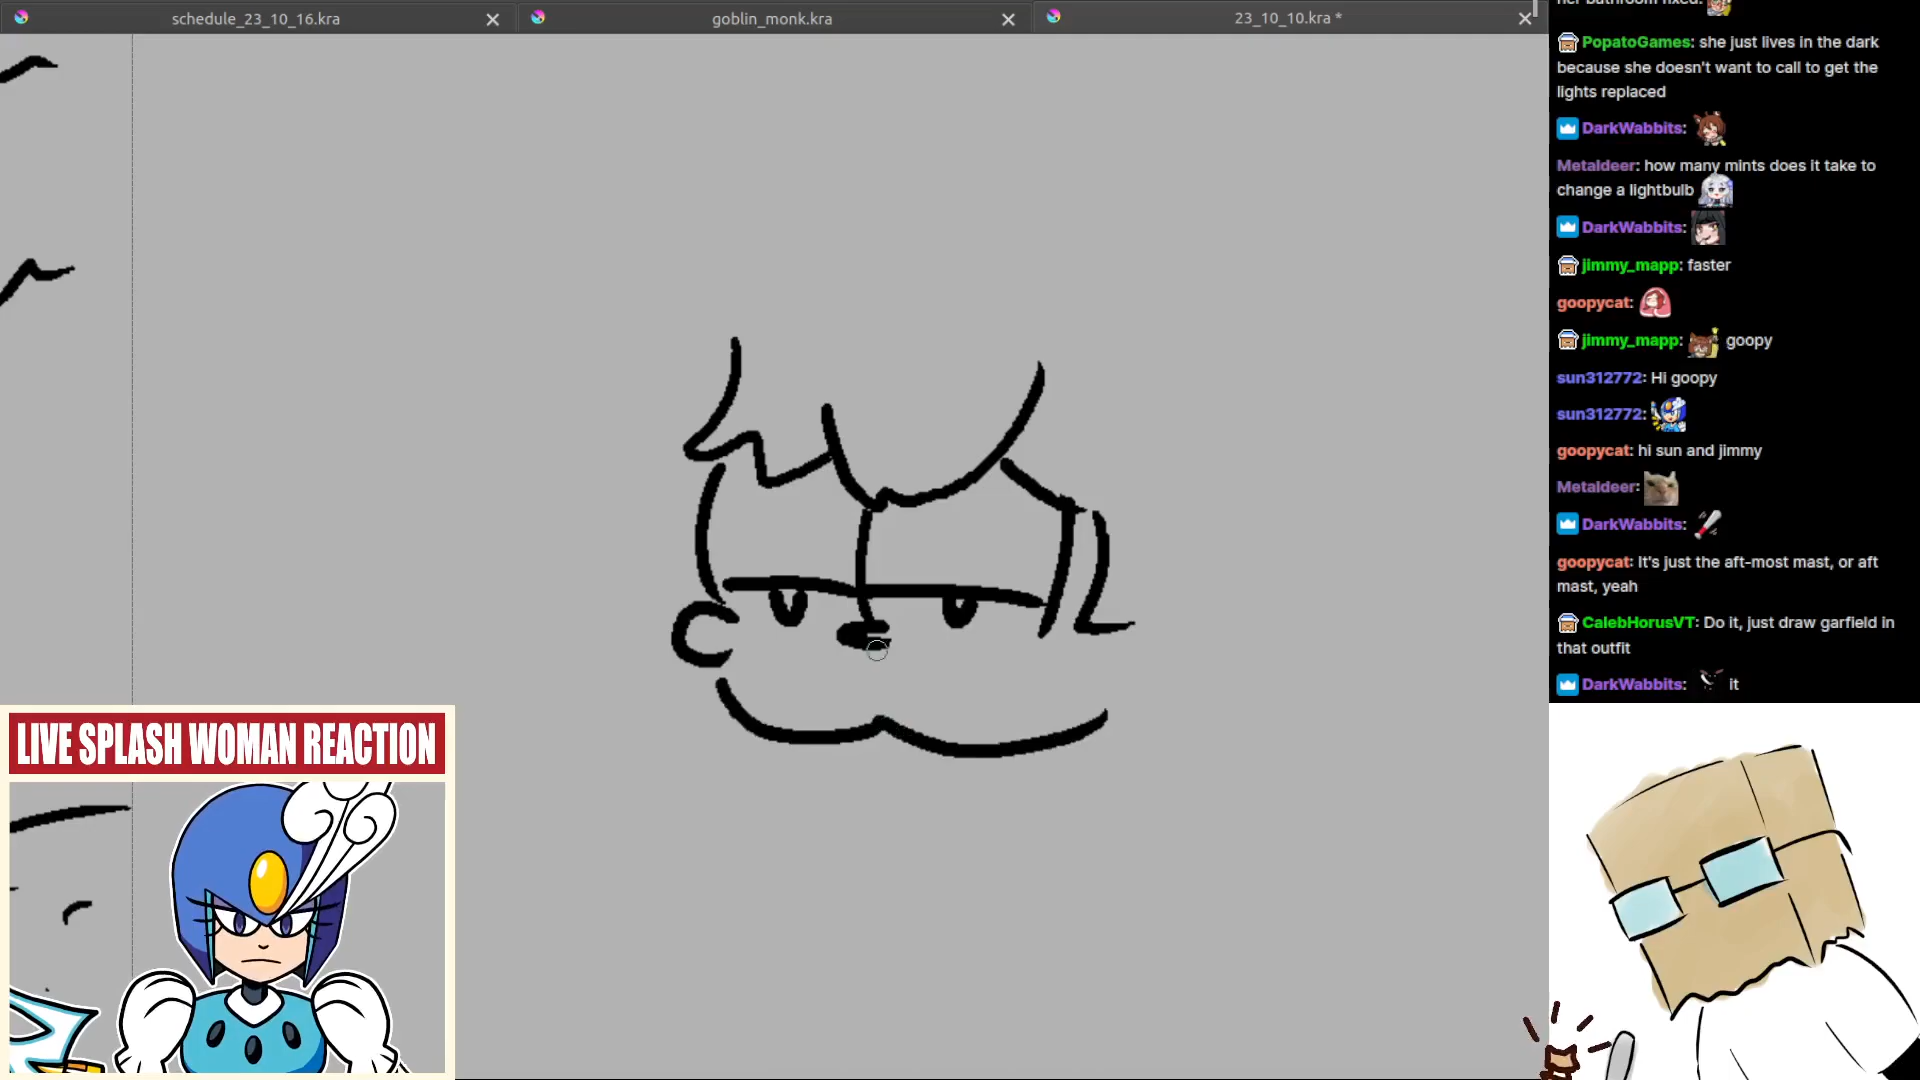 schedule_23_10_16.kra
goblin_monk.kra
23_10_10.kra *
her bathroom fixed.
PopatoGames: she just lives in the dark
because she doesn't want to call to get the
lights replaced
DarkWabbits:
Metaldeer: how many mints does it take to
change a lightbulb
DarkWabbits:
jimmy_mapp: faster
goopycat:
jimmy_mapp: goopy
sun312772: Hi goopy
sun312772:
goopycat: hi sun and jimmy
Metaldeer:
DarkWabbits:
goopycat: It's just the aft-most mast, or aft
mast, yeah
CalebHorusVT: Do it, just draw garfield in
that outfit
DarkWabbits: it
LIVE SPLASH WOMAN REACTION